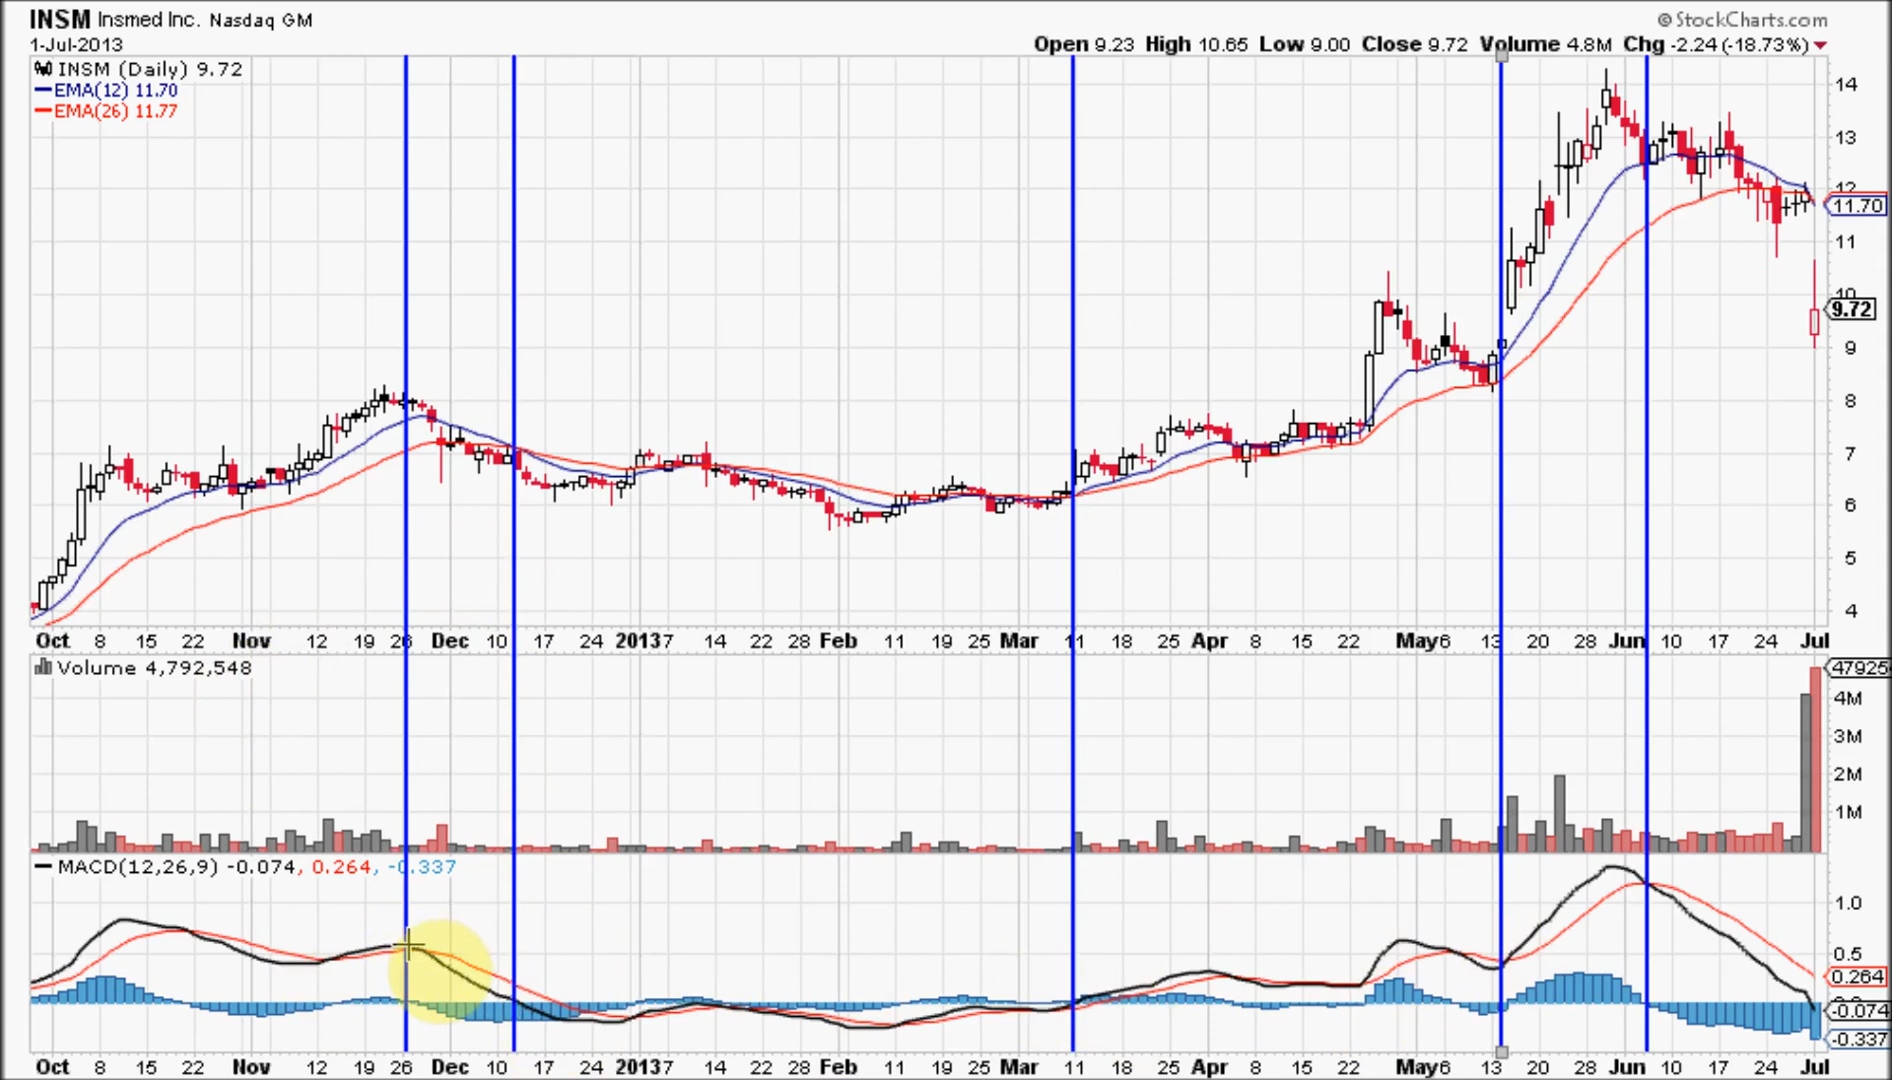 INSM Insmed Inc. Nasdaq GM
© StockCharts.com
1-Jul-2013
Open 9.23 High 10.65 Low 9.00 Close 9.72 Volume 4.8M Chg -2.24 (-18.73%)
INSM (Daily) 9.72
EMA(12) 11.70
EMA(26) 11.77
14
13
12
11.70
11
10
9.72
9
8
7
6
5
4
Oct 8 15 22 Nov 12 19 26 Dec 10 17 24 2013 7 14 22 28 Feb 11 19 25 Mar 11 18 25 Apr 8 15 22 May 6 13 20 28 Jun 10 17 24 Jul
Volume 4,792,548
47925
4M
3M
2M
1M
MACD(12,26,9) -0.074, 0.264, -0.337
1.0
0.5
0.264
-0.074
-0.337
Oct 8 15 22 Nov 12 19 26 Dec 10 17 24 2013 7 14 22 28 Feb 11 19 25 Mar 11 18 25 Apr 8 15 22 May 6 13 20 28 Jun 10 17 24 Jul